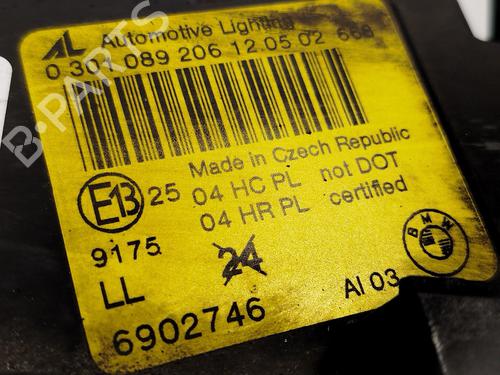 AL Automotive Lighting
0 301 089 206 12 05 02 668
Made in Czech Republic
E13 25 04 HC PL not DOT
04 HR PL certified
9175 24
LL
6902746 AI 03
BMW
B-PARTS